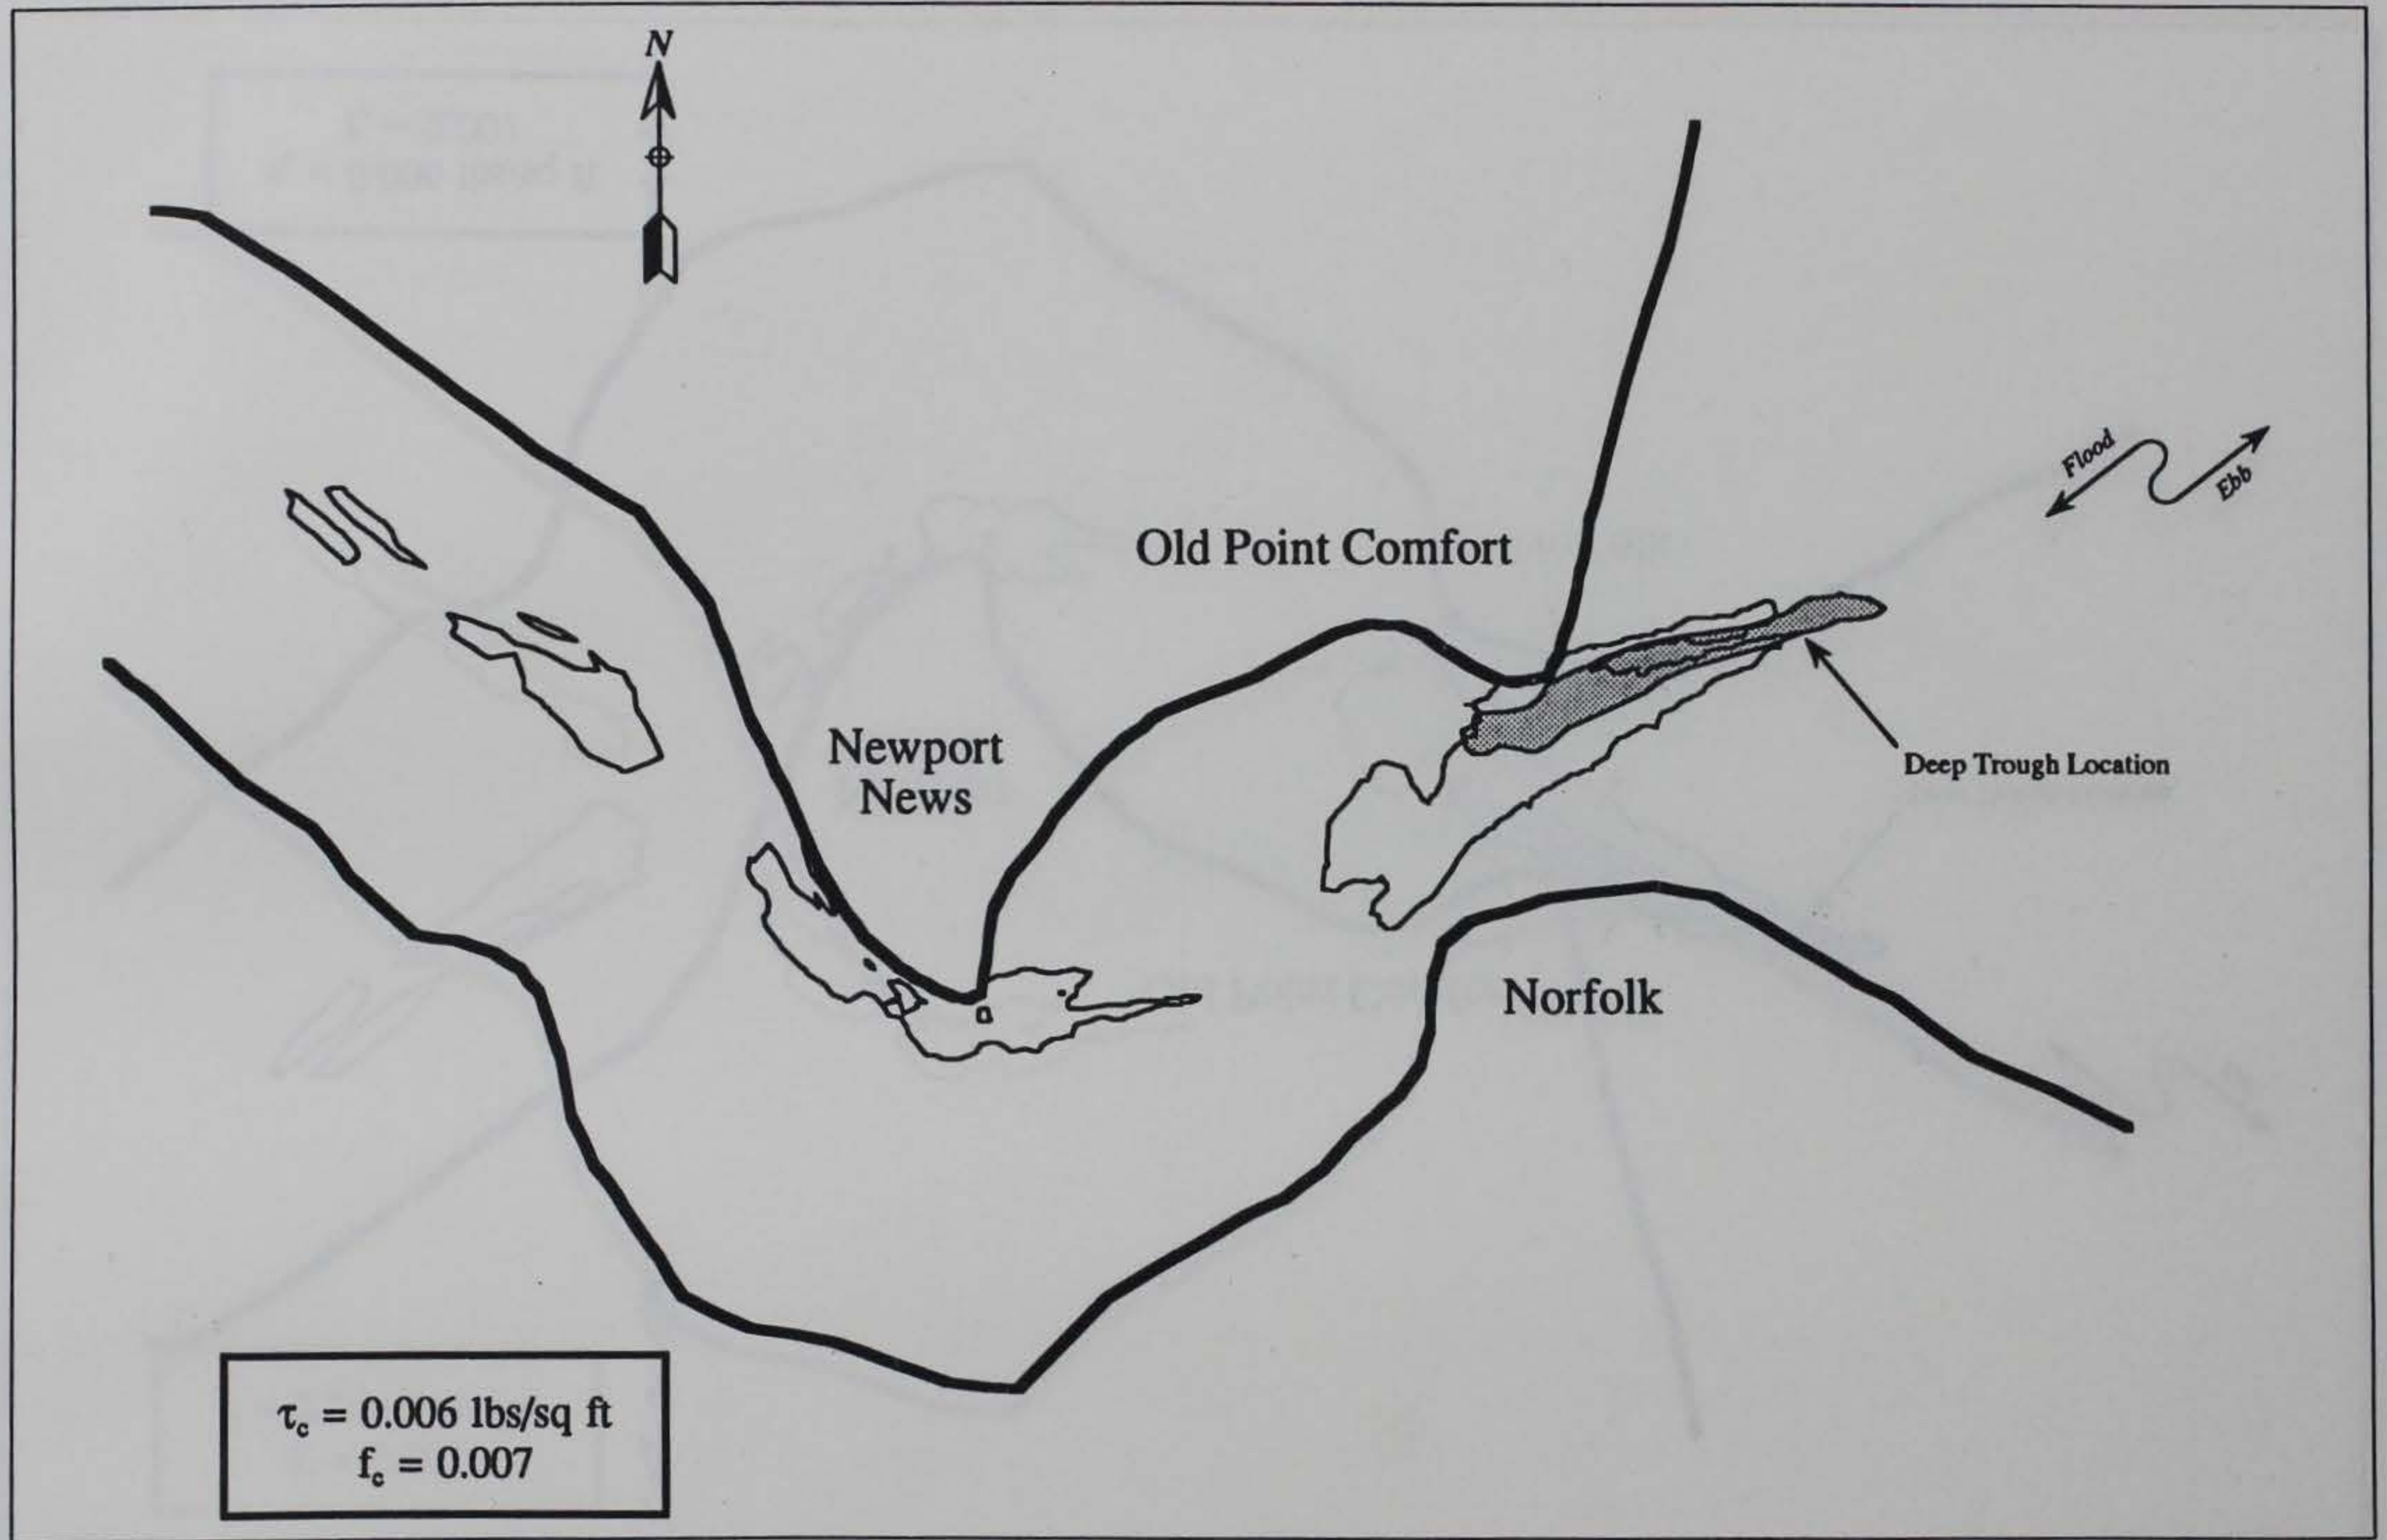 N
Flood
Ebb
Old Point Comfort
Newport
News
Deep Trough Location
Norfolk
τc = 0.006 lbs/sq ft
fc = 0.007